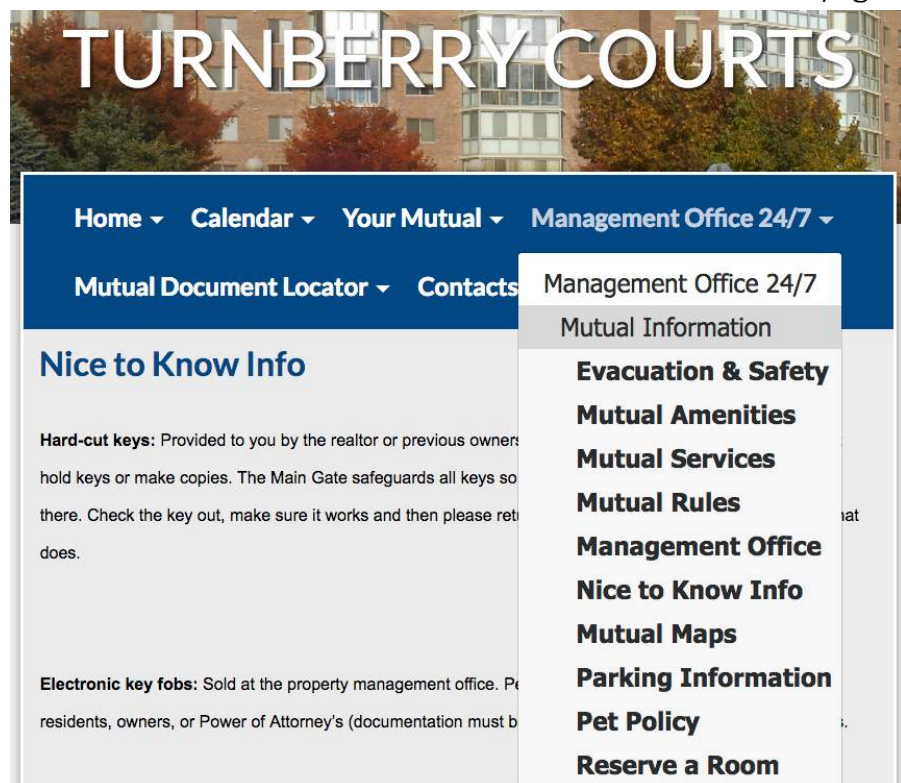 TURNBERRY COURTS
Home Calendar Your Mutual Management Office 24/7
Mutual Document Locator Contacts
Management Office 24/7
Mutual Information
Evacuation & Safety
Mutual Amenities
Mutual Services
Mutual Rules
Management Office
Nice to Know Info
Mutual Maps
Parking Information
Pet Policy
Reserve a Room
Nice to Know Info
Hard-cut keys: Provided to you by the realtor or previous owners
hold keys or make copies. The Main Gate safeguards all keys so
there. Check the key out, make sure it works and then please
does.
Electronic key fobs: Sold at the property management office.
residents, owners, or Power of Attorney's (documentation must